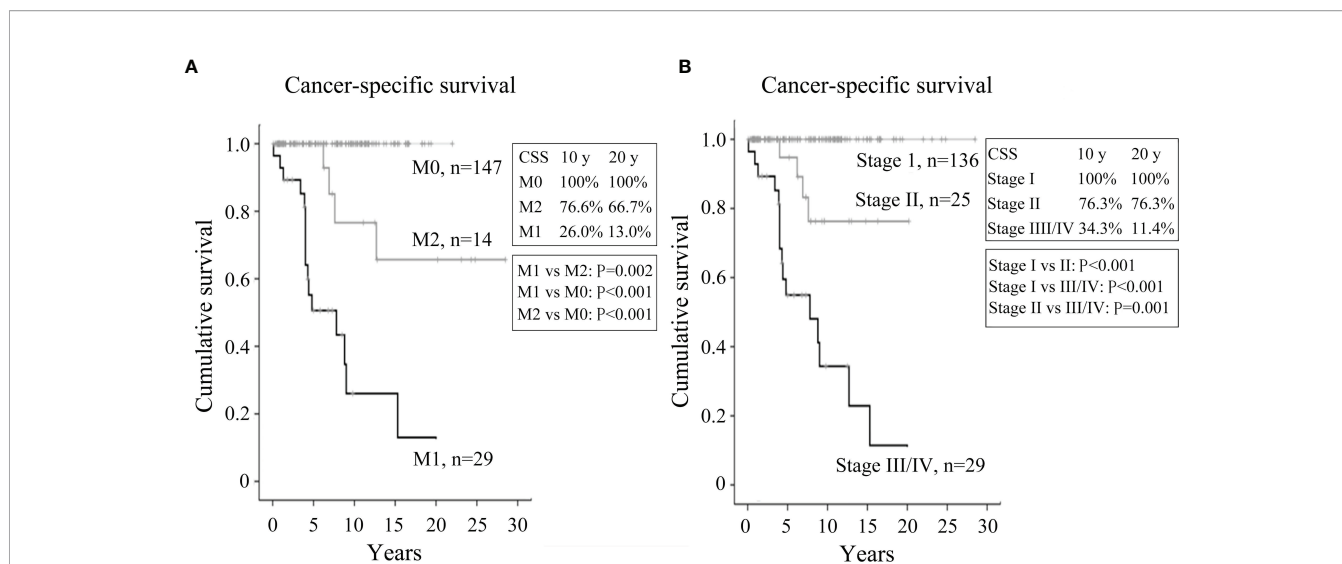 A
Cancer-specific survival
1.0
0.8
0.6
0.4
0.2
0
Cumulative survival
0 5 10 15 20 25 30
Years
M0, n=147
M2, n=14
M1, n=29
CSS 10 y 20 y
M0 100% 100%
M2 76.6% 66.7%
M1 26.0% 13.0%
M1 vs M2: P=0.002
M1 vs M0: P<0.001
M2 vs M0: P<0.001
B
Cancer-specific survival
1.0
0.8
0.6
0.4
0.2
0
Cumulative survival
0 5 10 15 20 25 30
Years
Stage 1, n=136
Stage II, n=25
Stage III/IV, n=29
CSS 10 y 20 y
Stage I 100% 100%
Stage II 76.3% 76.3%
Stage IIII/IV 34.3% 11.4%
Stage I vs II: P<0.001
Stage I vs III/IV: P<0.001
Stage II vs III/IV: P=0.001